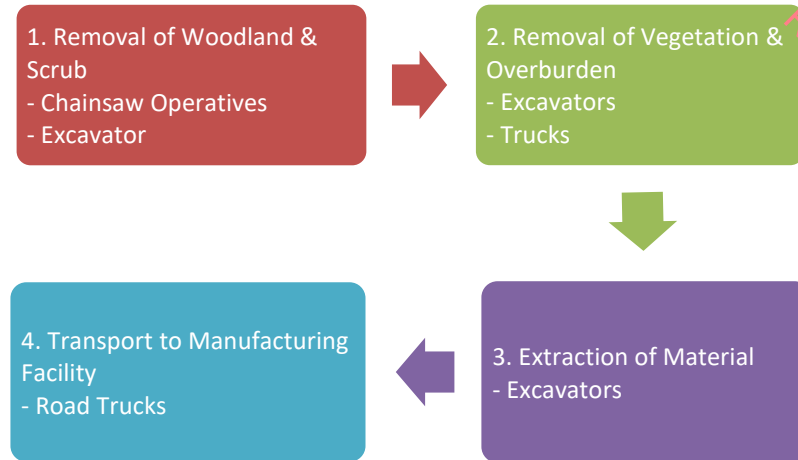 1. Removal of Woodland &
Scrub
- Chainsaw Operatives
- Excavator
2. Removal of Vegetation &
Overburden
- Excavators
- Trucks
3. Extraction of Material
- Excavators
4. Transport to Manufacturing
Facility
- Road Trucks